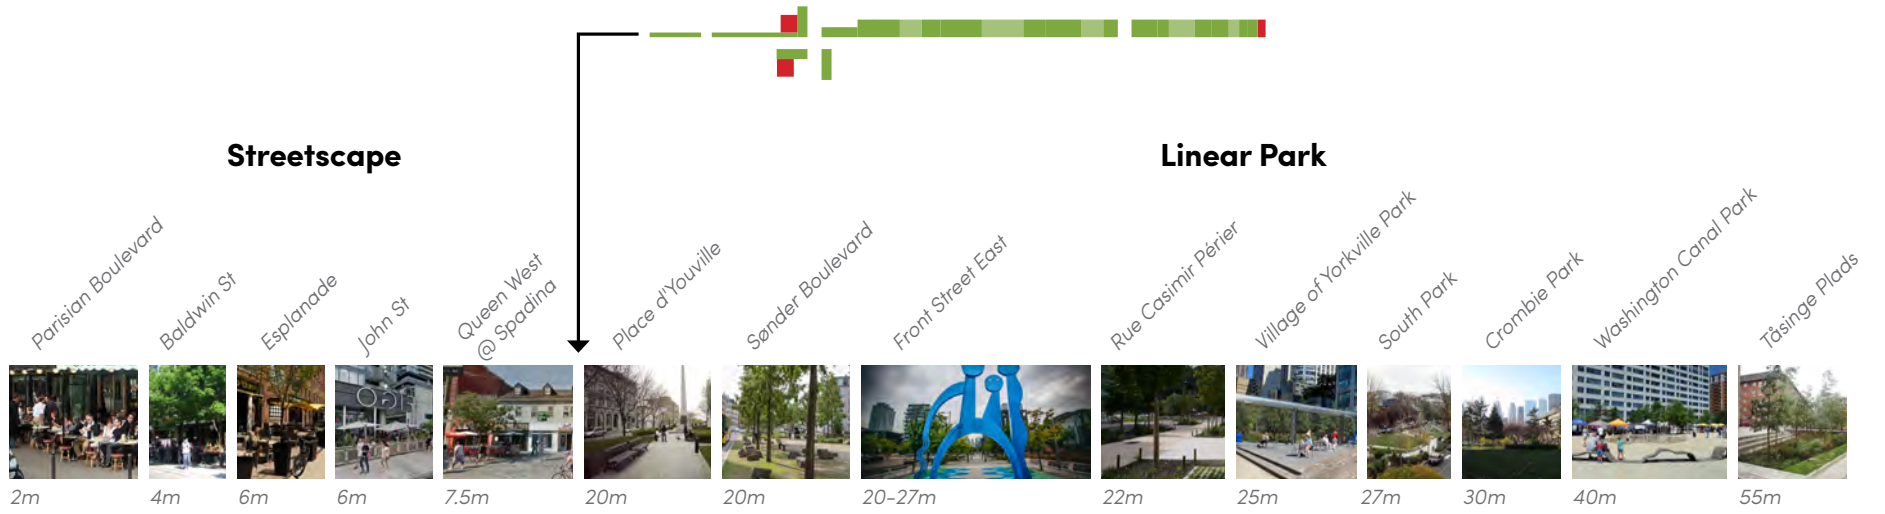 Streetscape
Linear Park
Parisian Boulevard
Baldwin St
Esplanade
John St
Queen West
@ Spadina
Place d'Youville
Sønder Boulevard
Front Street East
Rue Casimir Périer
Village of Yorkville Park
South Park
Crombie Park
Washington Canal Park
Tåsinge Plads
2m
4m
6m
6m
7.5m
20m
20m
20-27m
22m
25m
27m
30m
40m
55m